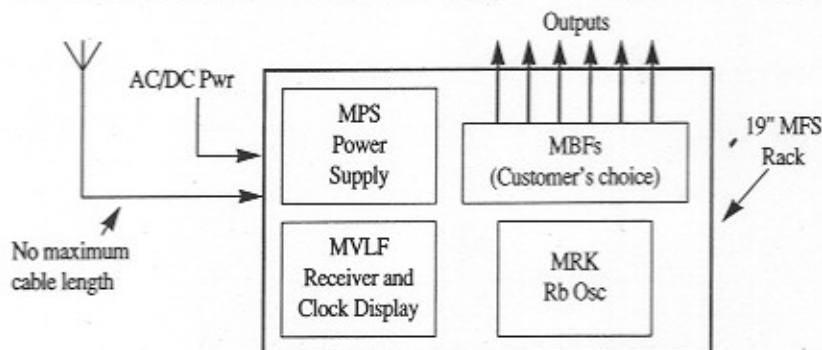 Outputs
AC/DC Pwr
MPS
Power
Supply
MBFs
(Customer's choice)
19" MFS
Rack
No maximum
cable length
MVLF
Receiver and
Clock Display
MRK
Rb Osc